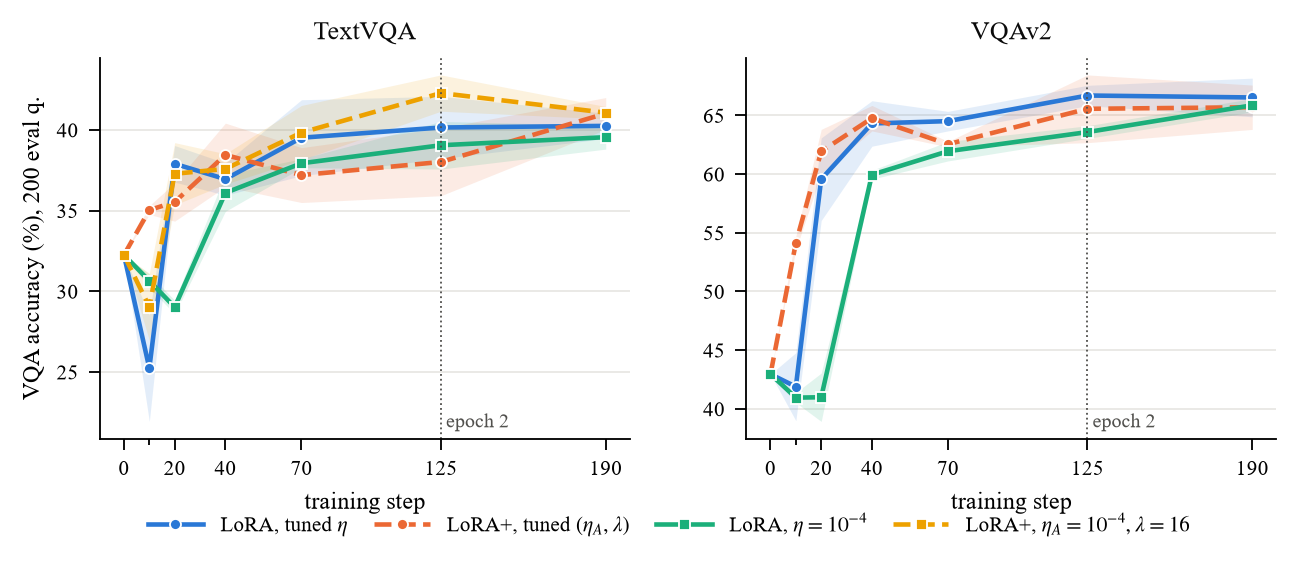 TextVQA
VQAv2
VQA accuracy (%), 200 eval q.
40
35
30
25
epoch 2
0
20
40
70
125
190
training step
65
60
55
50
45
40
epoch 2
0
20
40
70
125
190
training step
LoRA, tuned η
LoRA+, tuned (η_A, λ)
LoRA, η = 10⁻⁴
LoRA+, η_A = 10⁻⁴, λ = 16